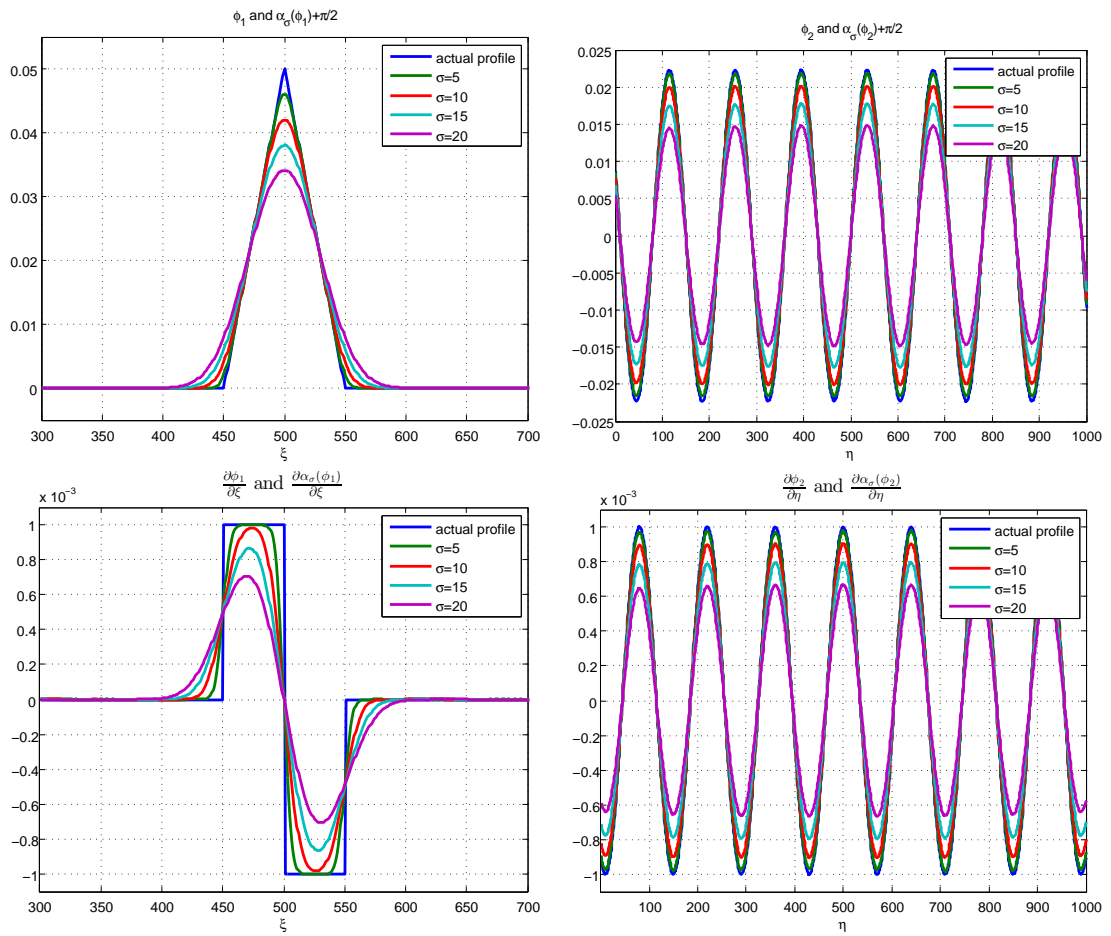 ϕ₁ and α_σ(ϕ₁)+π/2
0.05
0.04
0.03
0.02
0.01
0
300 350 400 450 500 550 600 650 700
ξ
actual profile
σ=5
σ=10
σ=15
σ=20
ϕ₂ and α_σ(ϕ₂)+π/2
0.025
0.02
0.015
0.01
0.005
0
−0.005
−0.01
−0.015
−0.02
−0.025
0 100 200 300 400 500 600 700 800 900 1000
η
actual profile
σ=5
σ=10
σ=15
σ=20
∂ϕ₁/∂ξ and ∂α_σ(ϕ₁)/∂ξ
x 10⁻³
1
0.8
0.6
0.4
0.2
0
−0.2
−0.4
−0.6
−0.8
−1
300 350 400 450 500 550 600 650 700
ξ
actual profile
σ=5
σ=10
σ=15
σ=20
∂ϕ₂/∂η and ∂α_σ(ϕ₂)/∂η
x 10⁻³
1
0.8
0.6
0.4
0.2
0
−0.2
−0.4
−0.6
−0.8
−1
100 200 300 400 500 600 700 800 900 1000
η
actual profile
σ=5
σ=10
σ=15
σ=20